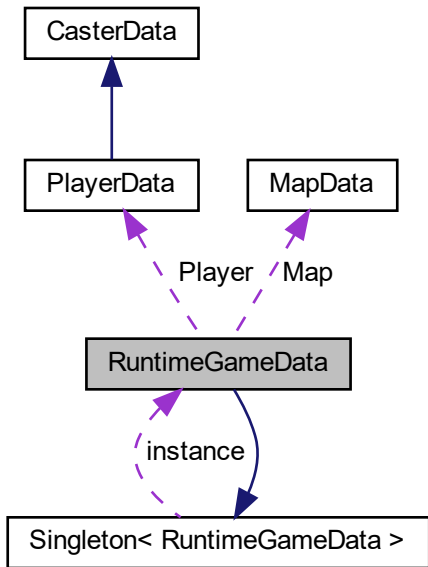 CasterData
PlayerData
MapData
Player
Map
RuntimeGameData
instance
Singleton< RuntimeGameData >